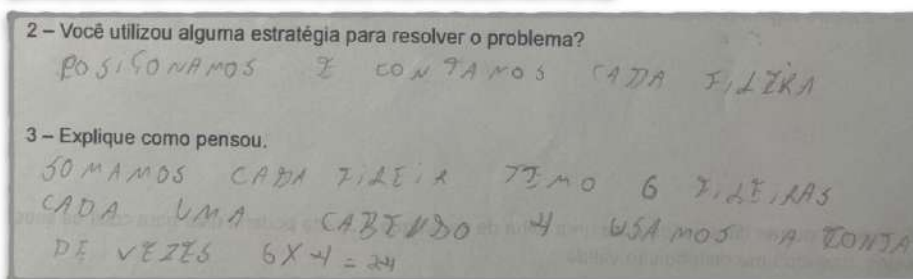 2 – Você utilizou alguma estratégia para resolver o problema?
POSIÇONAMOS E CONTAMOS CADA FILEIRA
3 – Explique como pensou.
SOMAMOS CADA FILEIR TEMO 6 FILEIRAS
CADA UMA CABENDO 4 USAMOS A CONTA
DE VEZES 6X4=24